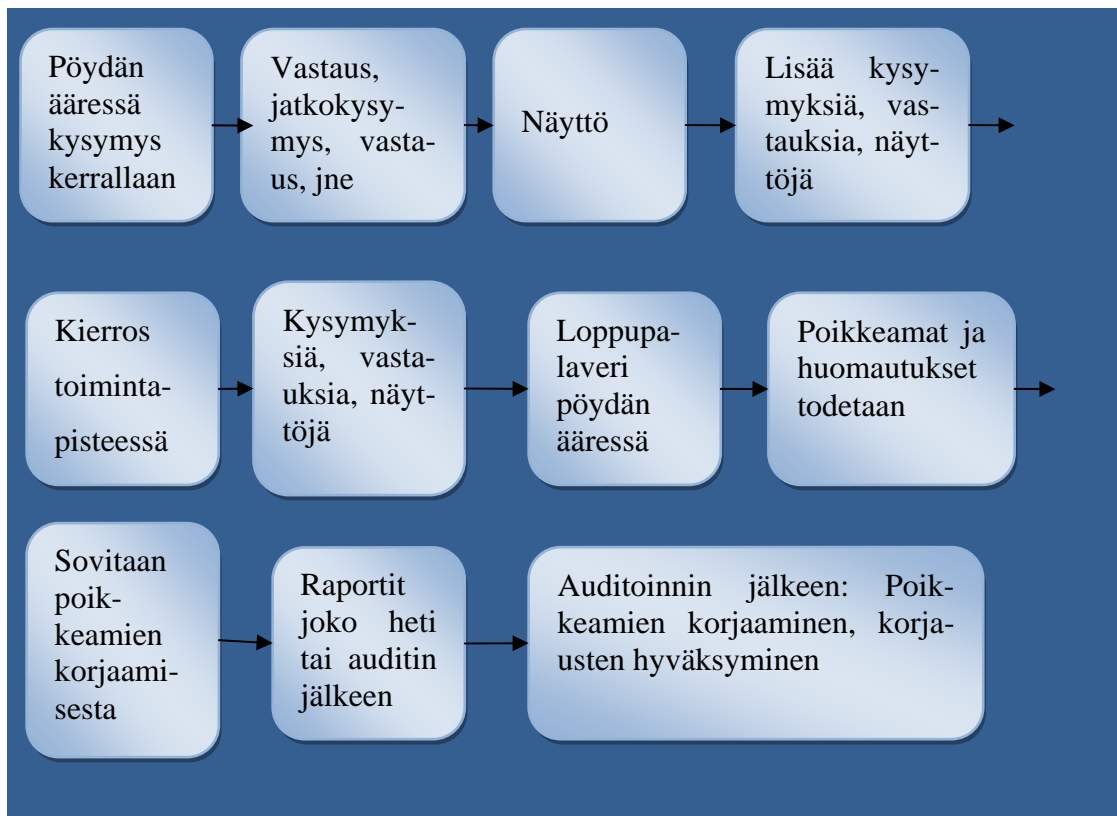 Pöydän
ääressä
kysymys
kerrallaan
Vastaus,
jatkokysy-
mys, vasta-
us, jne
Näyttö
Lisää kysy-
myksiä, vas-
tauksia, näyt-
töjä
Kierros
toiminta-
pisteessä
Kysymyk-
siä, vasta-
uksia, näyt-
töjä
Loppupa-
laveri
pöydän
ääressä
Poikkeamat ja
huomautukset
todetaan
Sovitaan
poik-
keamien
korjaami-
sesta
Raportit
joko heti
tai auditin
jälkeen
Auditoinnin jälkeen: Poik-
keamien korjaaminen, korja-
usten hyväksyminen